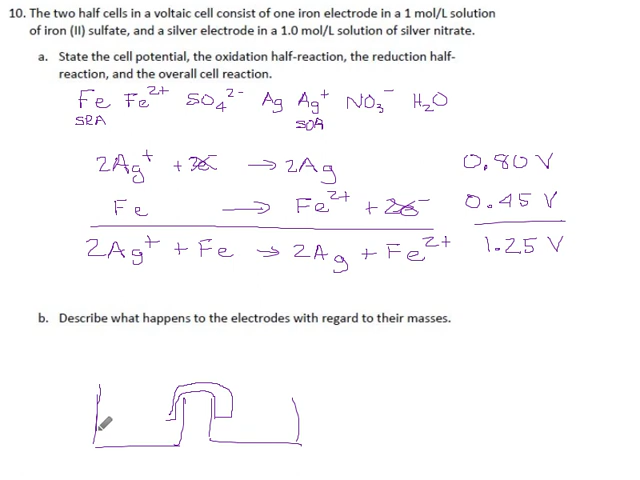 10. The two half cells in a voltaic cell consist of one iron electrode in a 1 mol/L solution
of iron (II) sulfate, and a silver electrode in a 1.0 mol/L solution of silver nitrate.
a. State the cell potential, the oxidation half-reaction, the reduction half-
reaction, and the overall cell reaction.
Fe Fe²⁺ SO₄²⁻ Ag Ag⁺ NO₃⁻ H₂O
SRA SOA
2Ag⁺ + 2e⁻ → 2Ag 0.80 V
Fe → Fe²⁺ + 2e⁻ 0.45 V
2Ag⁺ + Fe → 2Ag + Fe²⁺ 1.25 V
b. Describe what happens to the electrodes with regard to their masses.